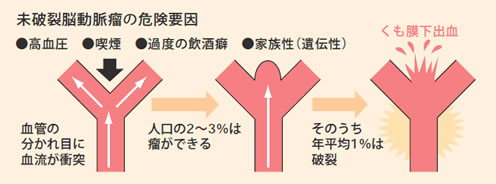 未破裂脳動脈瘤の危険要因
●高血圧 ●喫煙 ●過度の飲酒癖 ●家族性(遺伝性)
血管の
分かれ目に
血流が衝突
人口の2〜3%は
瘤ができる
そのうち
年平均1%は
破裂
くも膜下出血